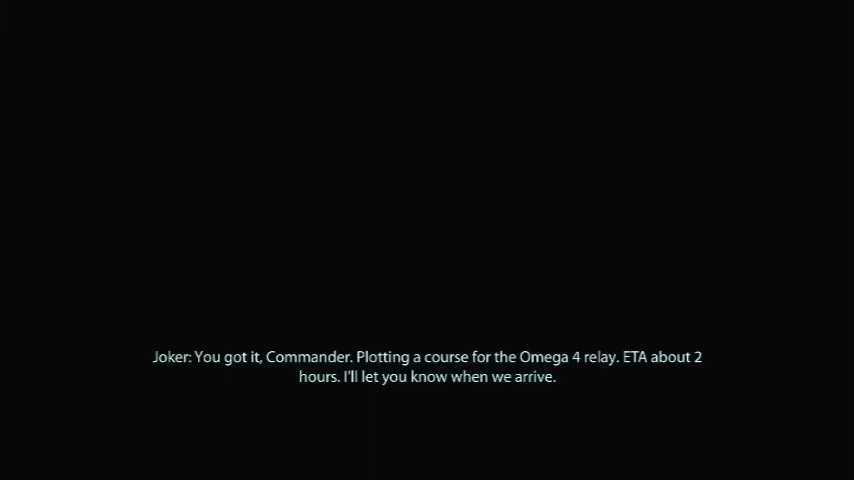 Joker: You got it, Commander. Plotting a course for the Omega 4 relay. ETA about 2
hours. I'll let you know when we arrive.